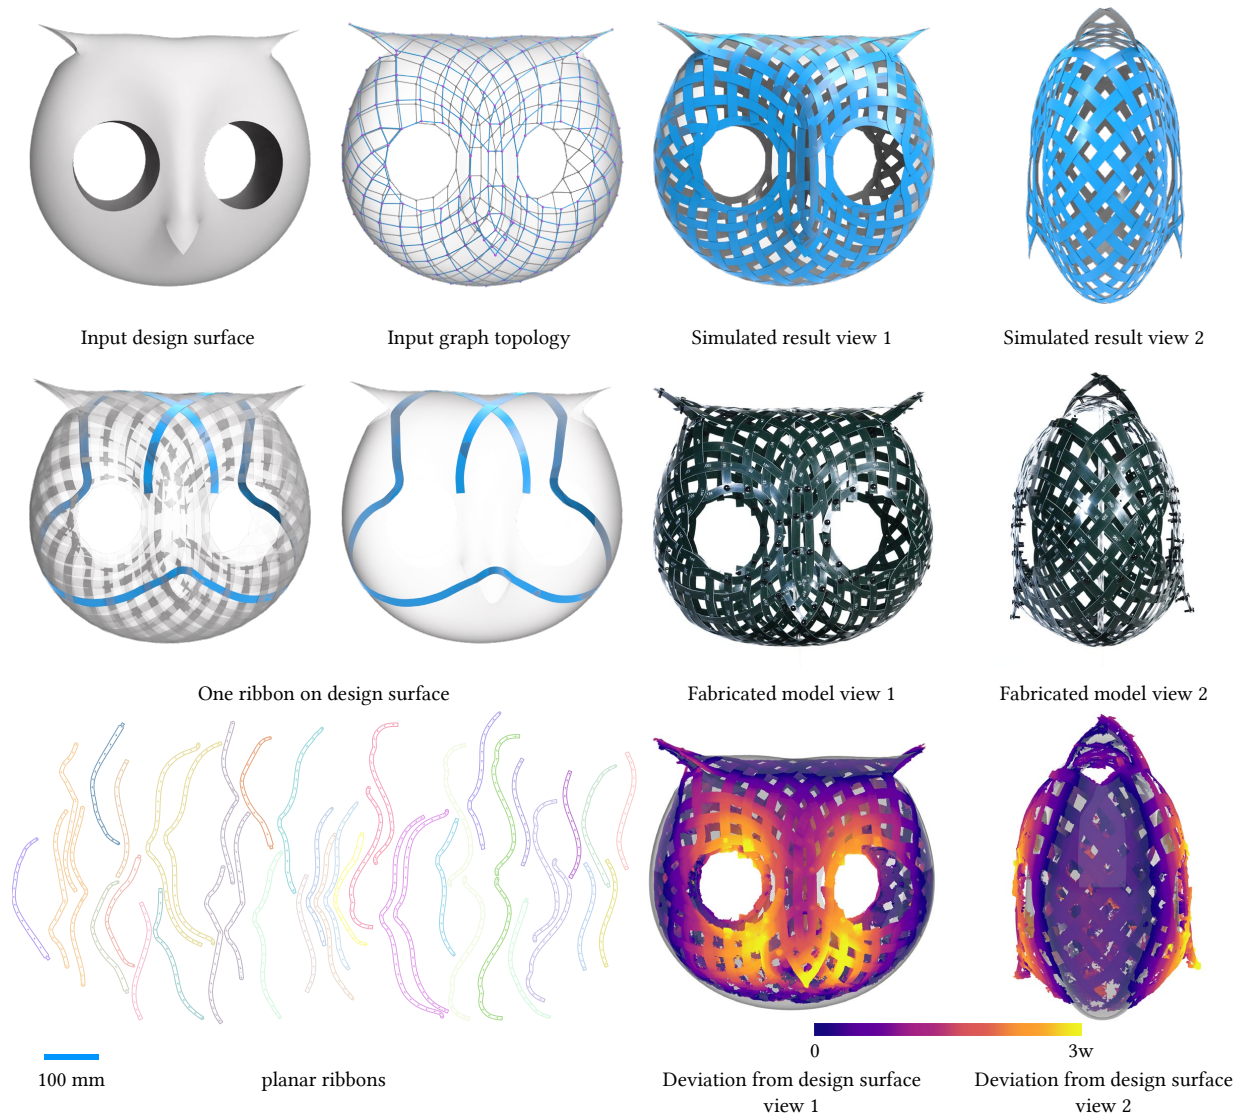 Input design surface
Input graph topology
Simulated result view 1
Simulated result view 2
One ribbon on design surface
Fabricated model view 1
Fabricated model view 2
0
3w
100 mm
planar ribbons
Deviation from design surface
view 1
Deviation from design surface
view 2